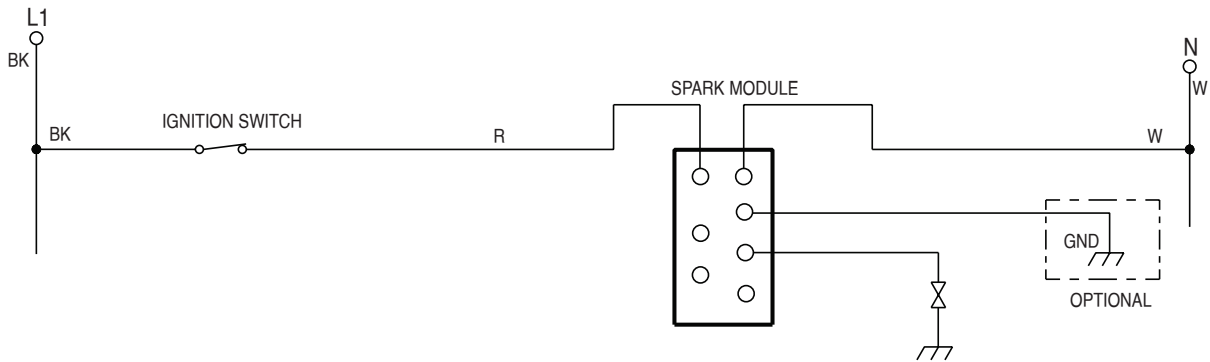 L1
N
BK
W
SPARK MODULE
IGNITION SWITCH
BK
R
W
GND
OPTIONAL